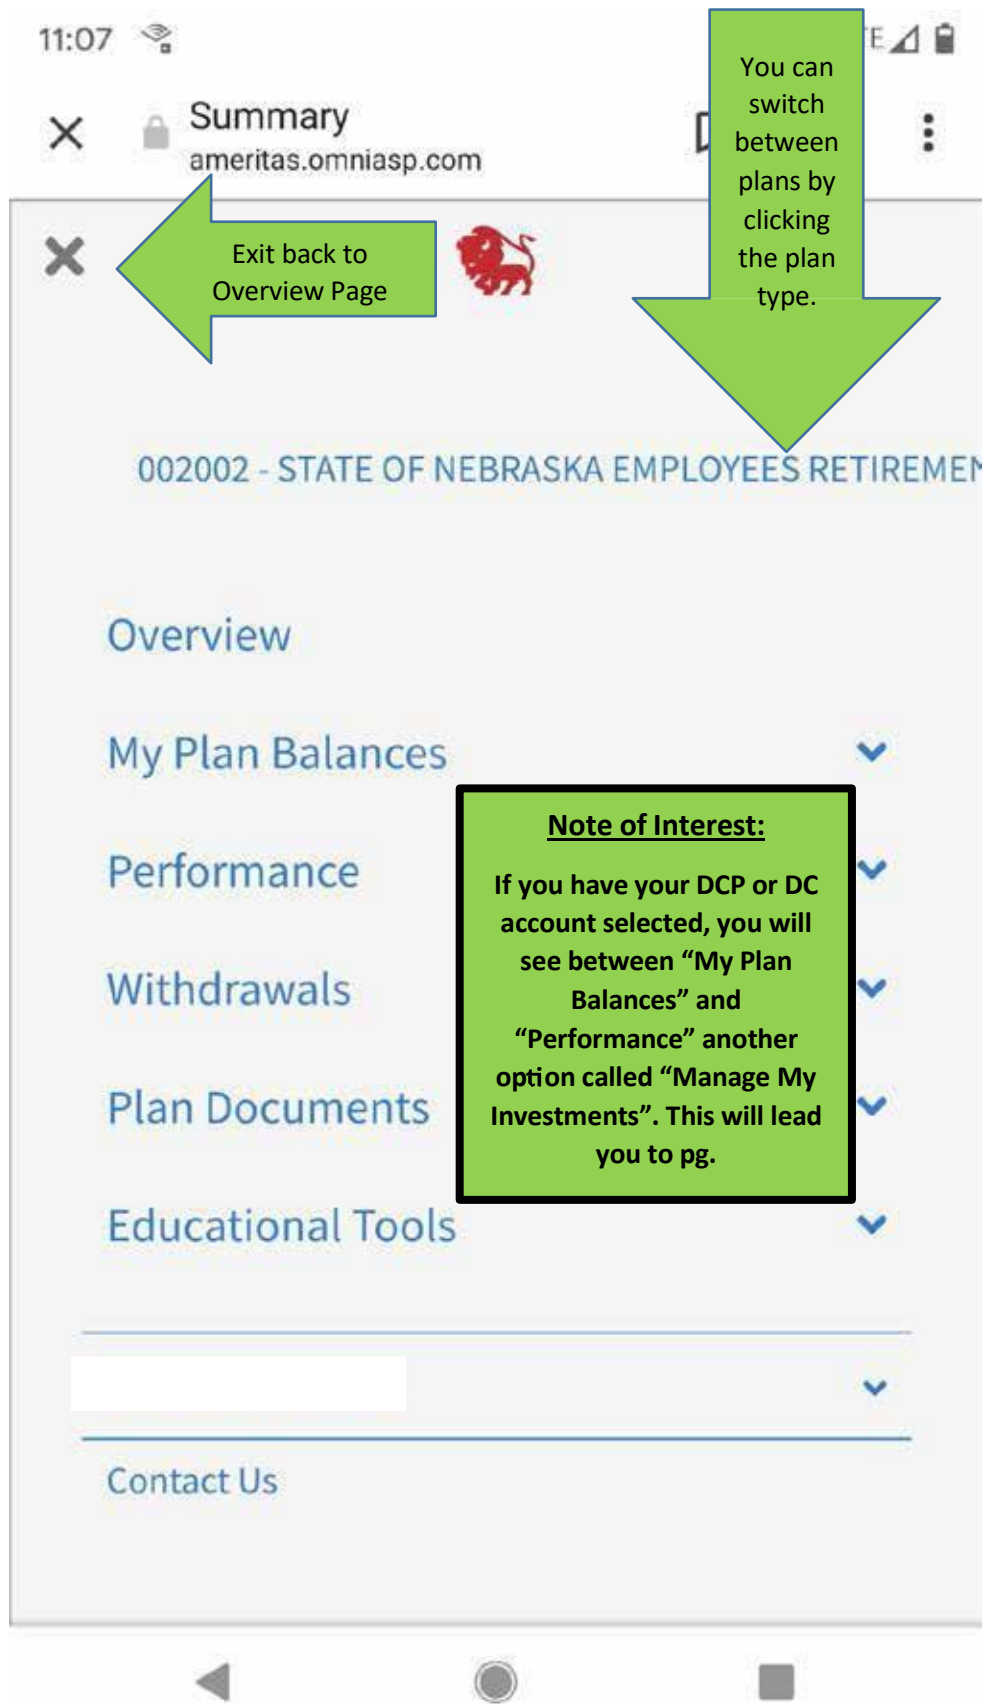 11:07
You can
switch
between
plans by
clicking
the plan
type.
Summary
ameritas.omniasp.com
Exit back to
Overview Page
002002 - STATE OF NEBRASKA EMPLOYEES
Overview
My Plan Balances
Note of Interest:
If you have your DCP or DC
account selected, you will
see between “My Plan
Balances” and
“Performance” another
option called “Manage My
Investments”. This will lead
you to pg.
Performance
Withdrawals
Plan Documents
Educational Tools
Contact Us